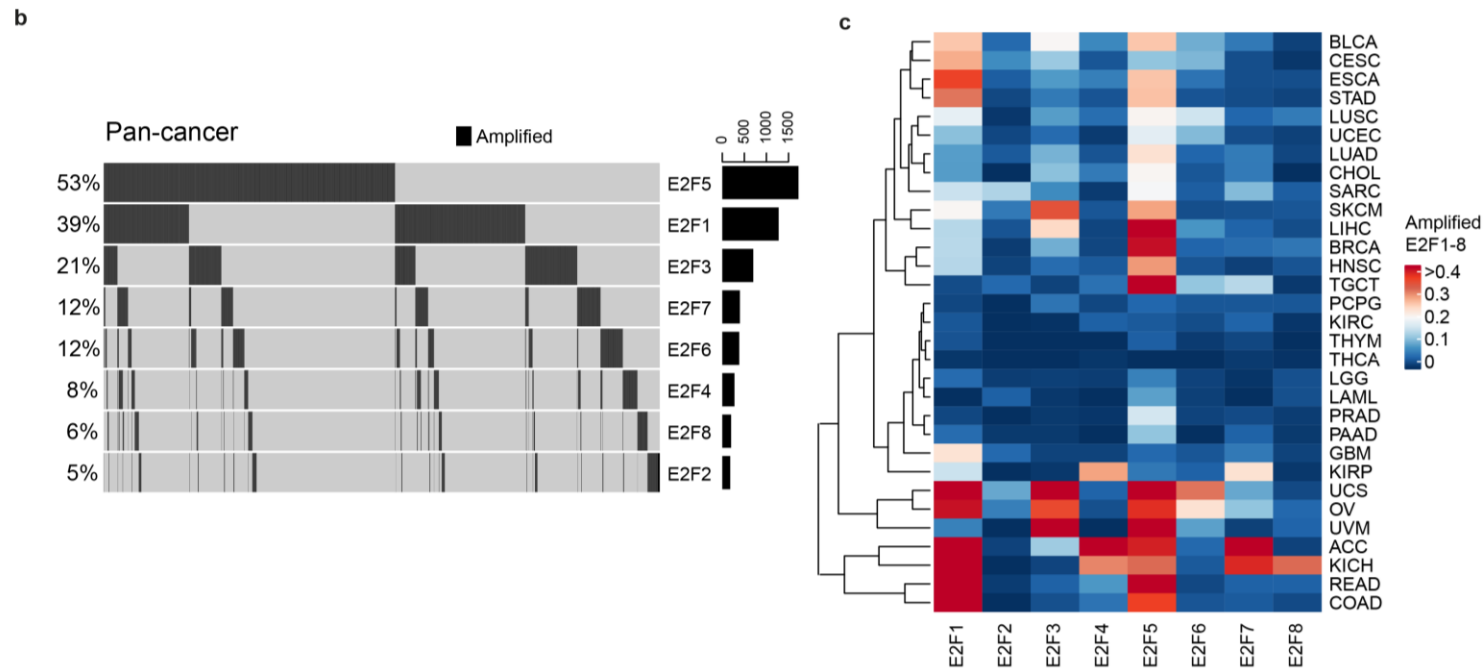 b
Pan-cancer
Amplified
0
500
1000
1500
53%
E2F5
39%
E2F1
21%
E2F3
12%
E2F7
12%
E2F6
8%
E2F4
6%
E2F8
5%
E2F2
c
BLCA
CESC
ESCA
STAD
LUSC
UCEC
LUAD
CHOL
SARC
SKCM
LIHC
BRCA
HNSC
TGCT
PCPG
KIRC
THYM
THCA
LGG
LAML
PRAD
PAAD
GBM
KIRP
UCS
OV
UVM
ACC
KICH
READ
COAD
E2F1
E2F2
E2F3
E2F4
E2F5
E2F6
E2F7
E2F8
Amplified
E2F1-8
>0.4
0.3
0.2
0.1
0